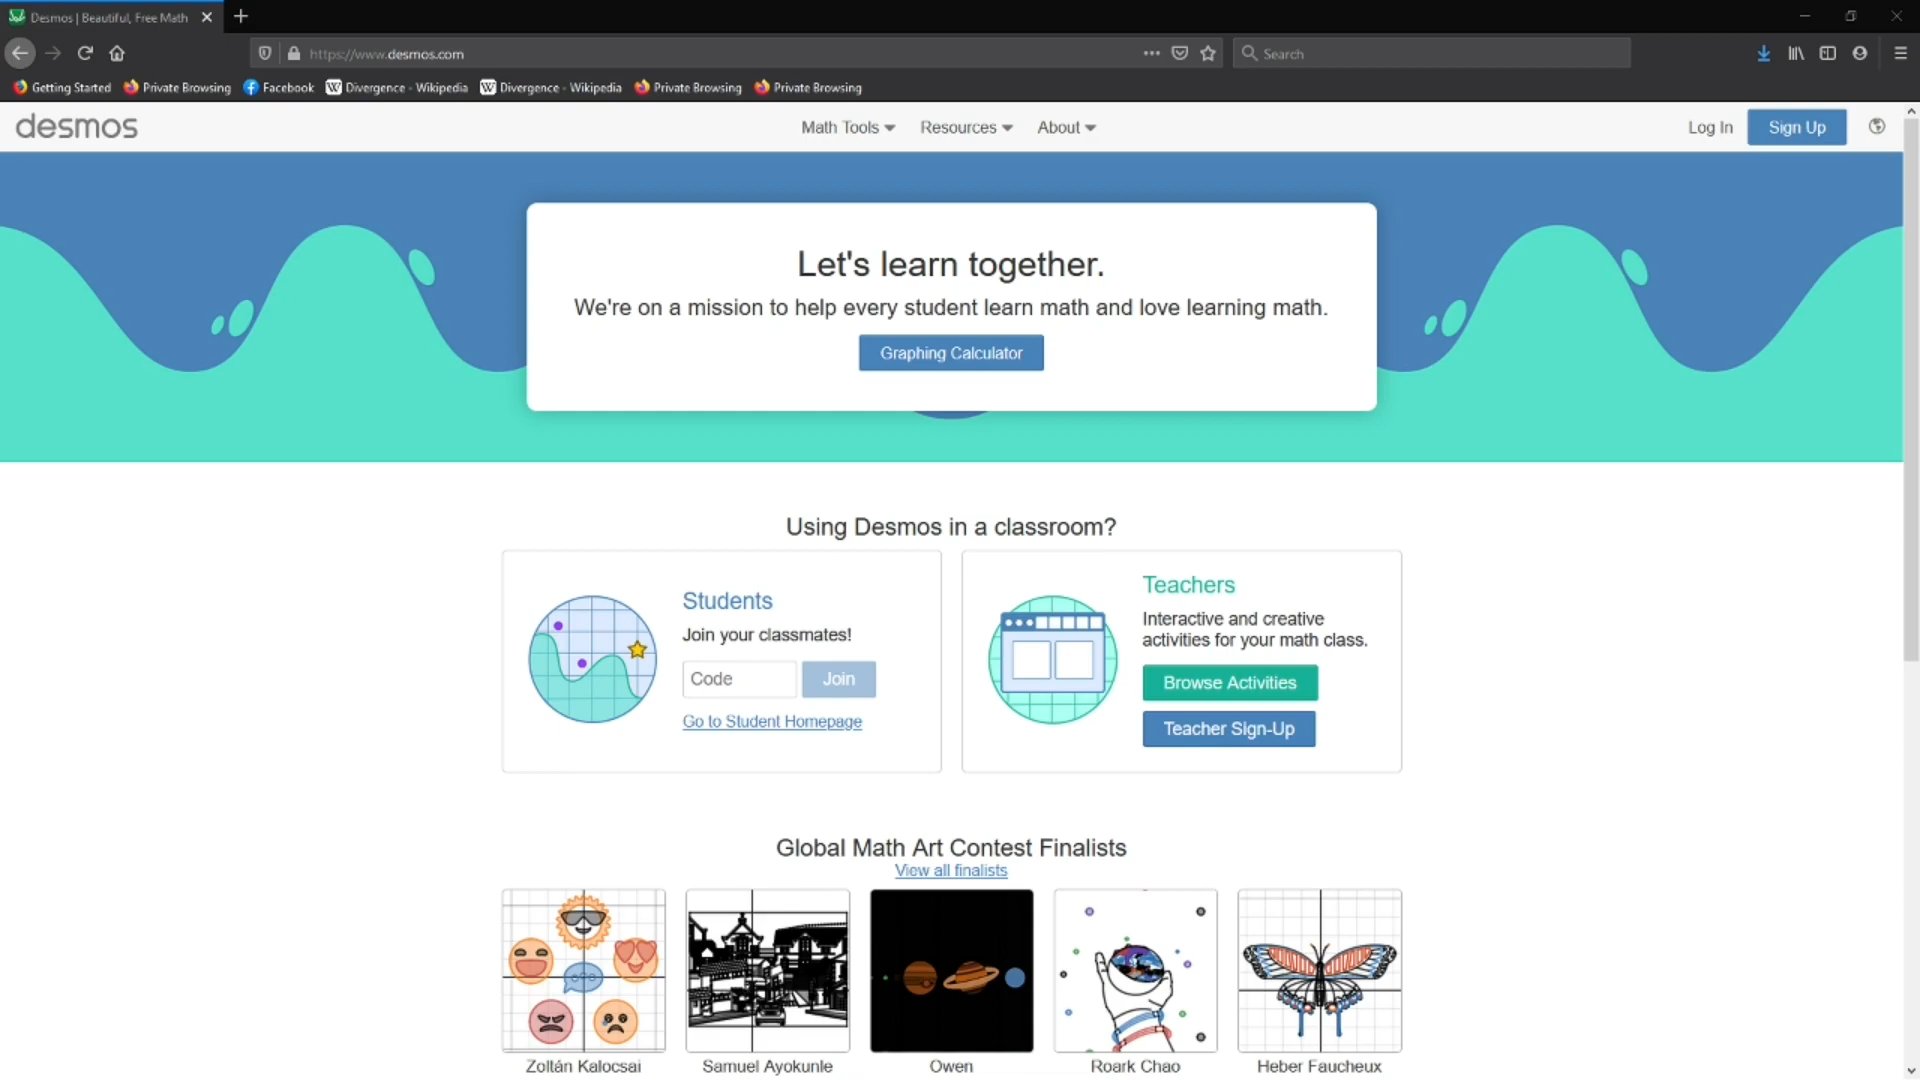 Desmos | Beautiful, Free Math
https://www.desmos.com
Search
Getting Started
Private Browsing
Facebook
Divergence - Wikipedia
Divergence - Wikipedia
Private Browsing
Private Browsing
desmos
Math Tools
Resources
About
Log In
Sign Up
Let's learn together.
We're on a mission to help every student learn math and love learning math.
Graphing Calculator
Using Desmos in a classroom?
Students
Join your classmates!
Code
Join
Go to Student Homepage
Teachers
Interactive and creative
activities for your math class.
Browse Activities
Teacher Sign-Up
Global Math Art Contest Finalists
View all finalists
Zoltán Kalocsai
Samuel Ayokunle
Owen
Roark Chao
Heber Faucheux